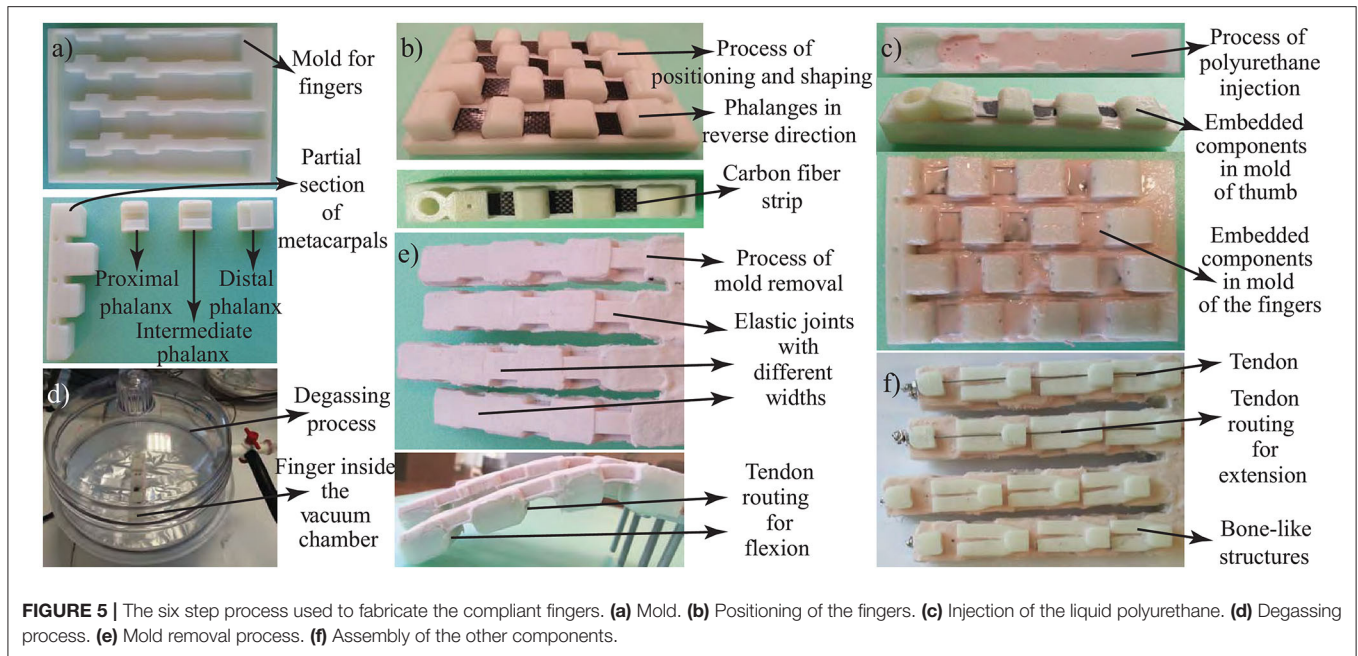 a)
Mold for
fingers
Partial
section
of
metacarpals
Proximal
phalanx
Distal
phalanx
Intermediate
phalanx
b)
Process of
positioning and shaping
Phalanges in
reverse direction
Carbon fiber
strip
c)
Process of
polyurethane
injection
Embedded
components
in mold
of thumb
Embedded
components
in mold
of the fingers
d)
Degassing
process
Finger inside
the
vacuum
chamber
e)
Process of
mold removal
Elastic joints
with
different
widths
Tendon
routing
for
flexion
f)
Tendon
Tendon
routing
for
extension
Bone-like
structures
FIGURE 5 | The six step process used to fabricate the compliant fingers. (a) Mold. (b) Positioning of the fingers. (c) Injection of the liquid polyurethane. (d) Degassing
process. (e) Mold removal process. (f) Assembly of the other components.